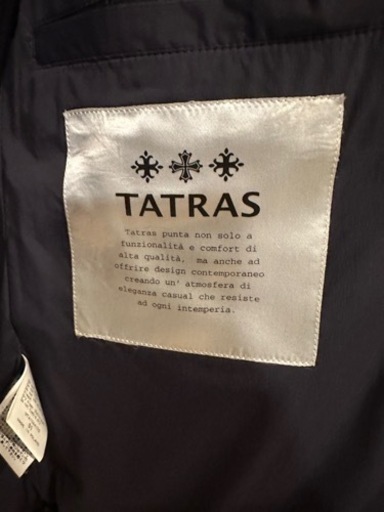 TATRAS
Tatras punta non solo a
funzionalità e comfort di
alta qualità, ma anche ad
offrire design contemporaneo
creando un' atmosfera di
eleganza casual che resiste
ad ogni intemperia.